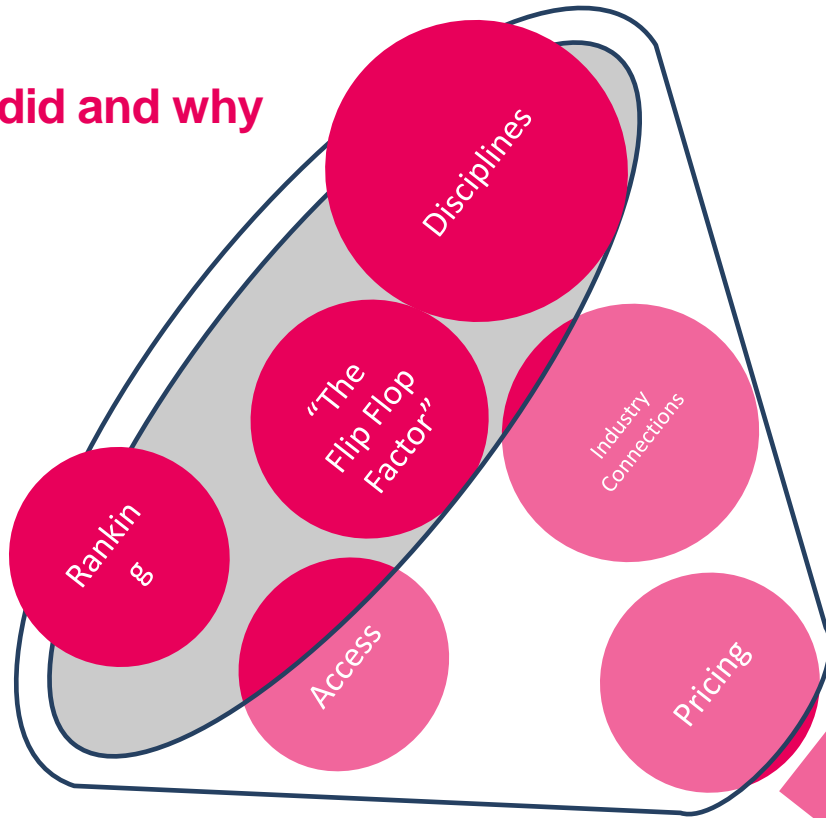 did and why
Disciplines
“The
Flip Flop
Factor”
Industry
Connections
Rankin
g
Access
Pricing